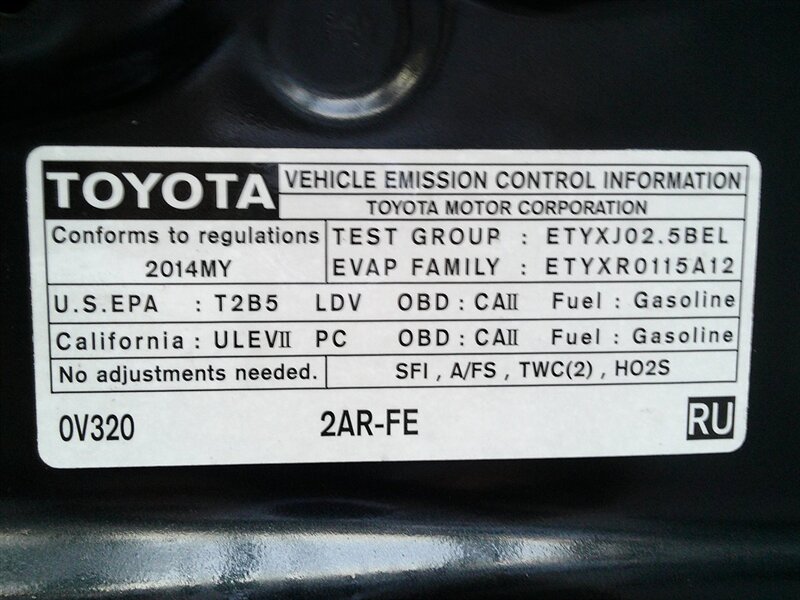 TOYOTA VEHICLE EMISSION CONTROL INFORMATION
TOYOTA MOTOR CORPORATION
Conforms to regulations TEST GROUP : ETYXJ02.5BEL
2014MY EVAP FAMILY : ETYXR0115A12
U.S.EPA : T2B5 LDV OBD : CAII Fuel : Gasoline
California : ULEVII PC OBD : CAII Fuel : Gasoline
No adjustments needed. SFI , A/FS , TWC(2) , HO2S
0V320 2AR-FE RU